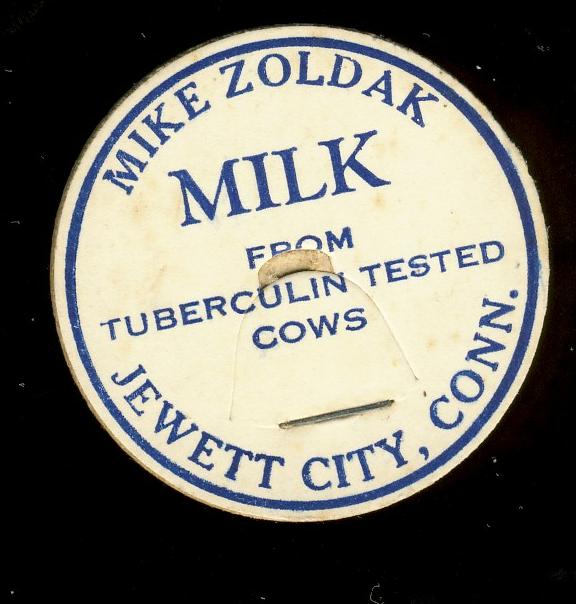 MIKE ZOLDAK
MILK
FROM
TUBERCULIN TESTED
COWS
JEWETT CITY, CONN.